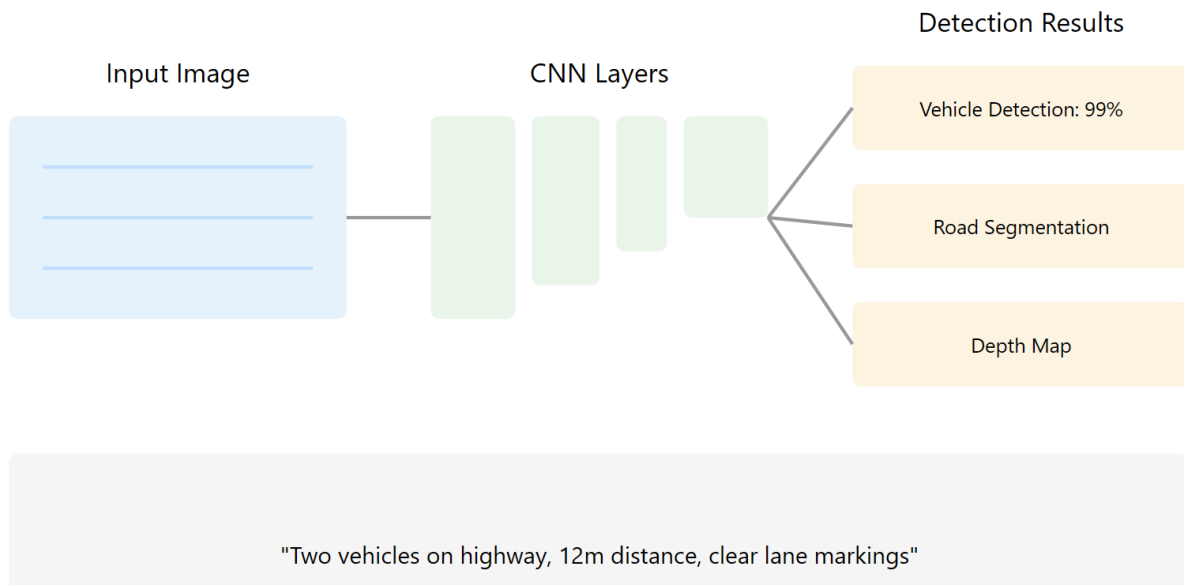 Detection Results
Input Image
CNN Layers
Vehicle Detection: 99%
Road Segmentation
Depth Map
"Two vehicles on highway, 12m distance, clear lane markings"